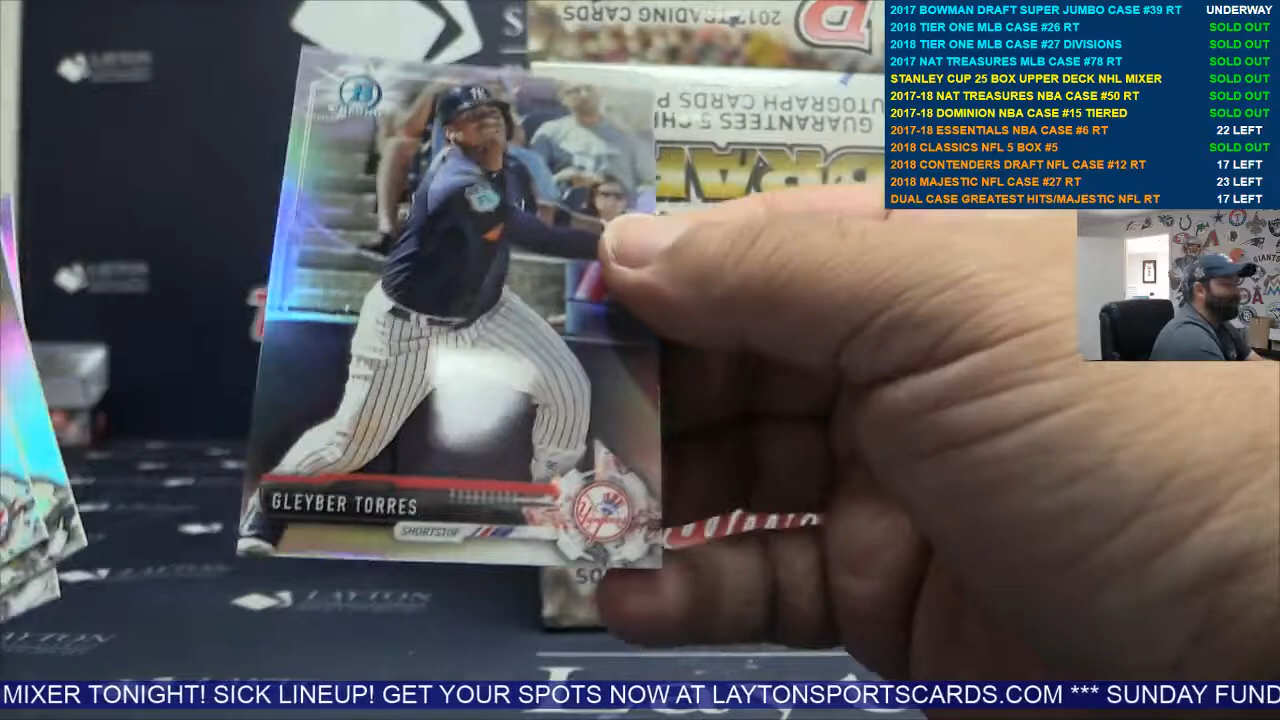 2017 BOWMAN DRAFT SUPER JUMBO CASE #39 RT UNDERWAY
2018 TIER ONE MLB CASE #26 RT SOLD OUT
2018 TIER ONE MLB CASE #27 DIVISIONS SOLD OUT
2017 NAT TREASURES MLB CASE #78 RT SOLD OUT
STANLEY CUP 25 BOX UPPER DECK NHL MIXER SOLD OUT
2017-18 NAT TREASURES NBA CASE #50 RT SOLD OUT
2017-18 DOMINION NBA CASE #15 TIERED SOLD OUT
2017-18 ESSENTIALS NBA CASE #6 RT 22 LEFT
2018 CLASSICS NFL 5 BOX #5 SOLD OUT
2018 CONTENDERS DRAFT NFL CASE #12 RT 17 LEFT
2018 MAJESTIC NFL CASE #27 RT 23 LEFT
DUAL CASE GREATEST HITS/MAJESTIC NFL RT 17 LEFT
2017 TRADING CARDS
UTOGRAPH CARDS P
GUARANTEES 5 CH
GIANTS
GLEYBER TORRES
SHORTSTOP
LAYTON
MIXER TONIGHT! SICK LINEUP! GET YOUR SPOTS NOW AT LAYTONSPORTSCARDS.COM *** SUNDAY FUND